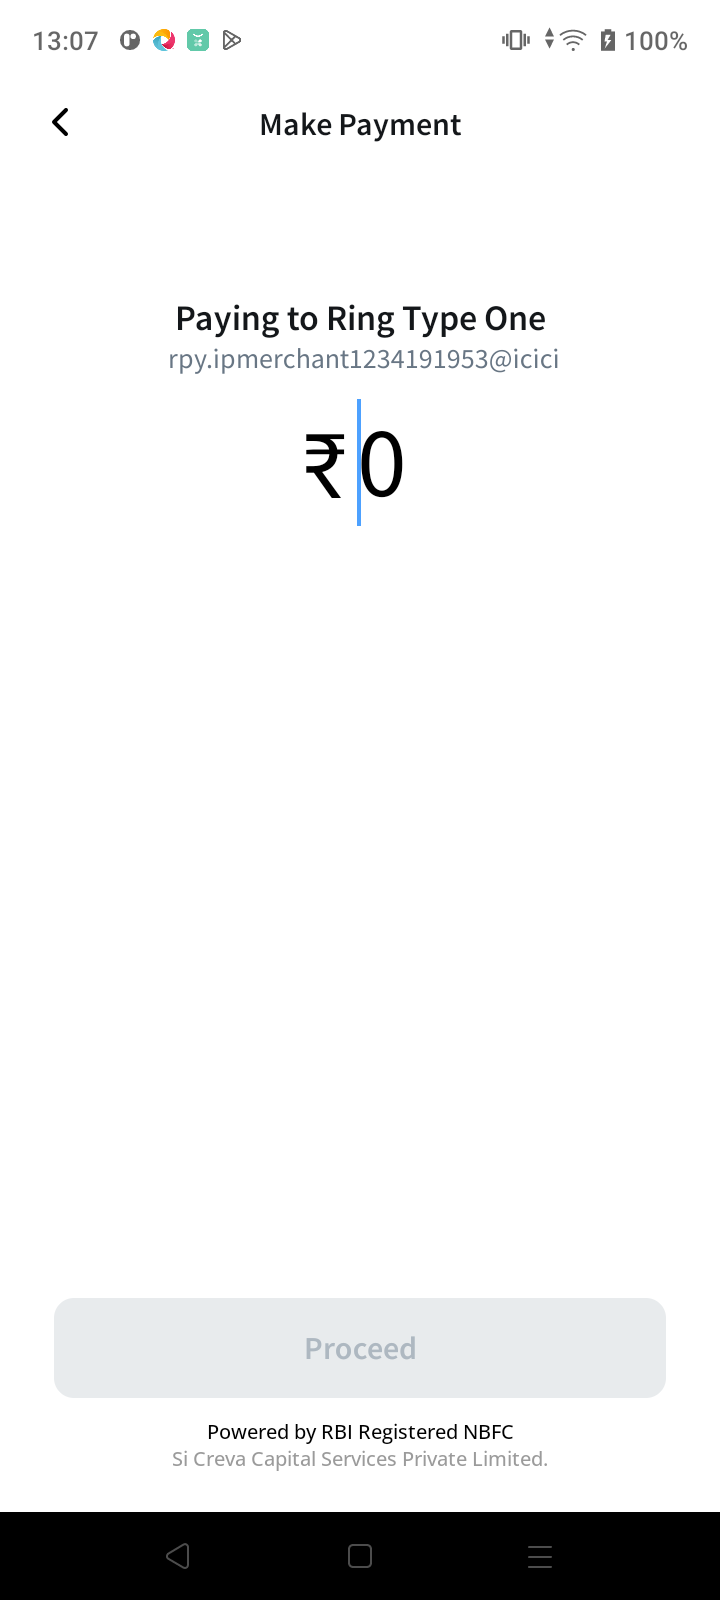 13:07
100%
Make Payment
Paying to Ring Type One
rpy.ipmerchant1234191953@icici
₹0
Proceed
Powered by RBI Registered NBFC
Si Creva Capital Services Private Limited.